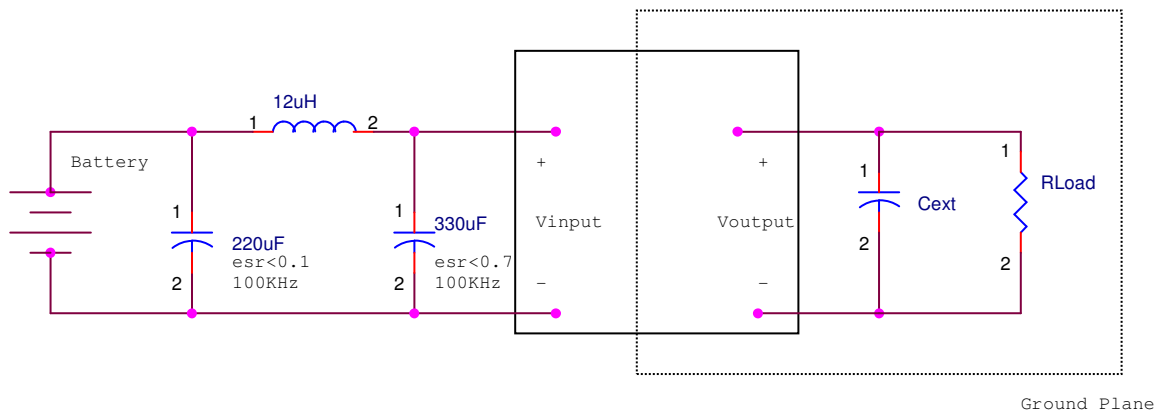 12uH
1
2
Battery
+
+
1
1
RLoad
1
1
330uF
Cext
Vinput
Voutput
220uF
esr<0.1
esr<0.7
2
2
2
100KHz
2
100KHz
-
-
Ground Plane